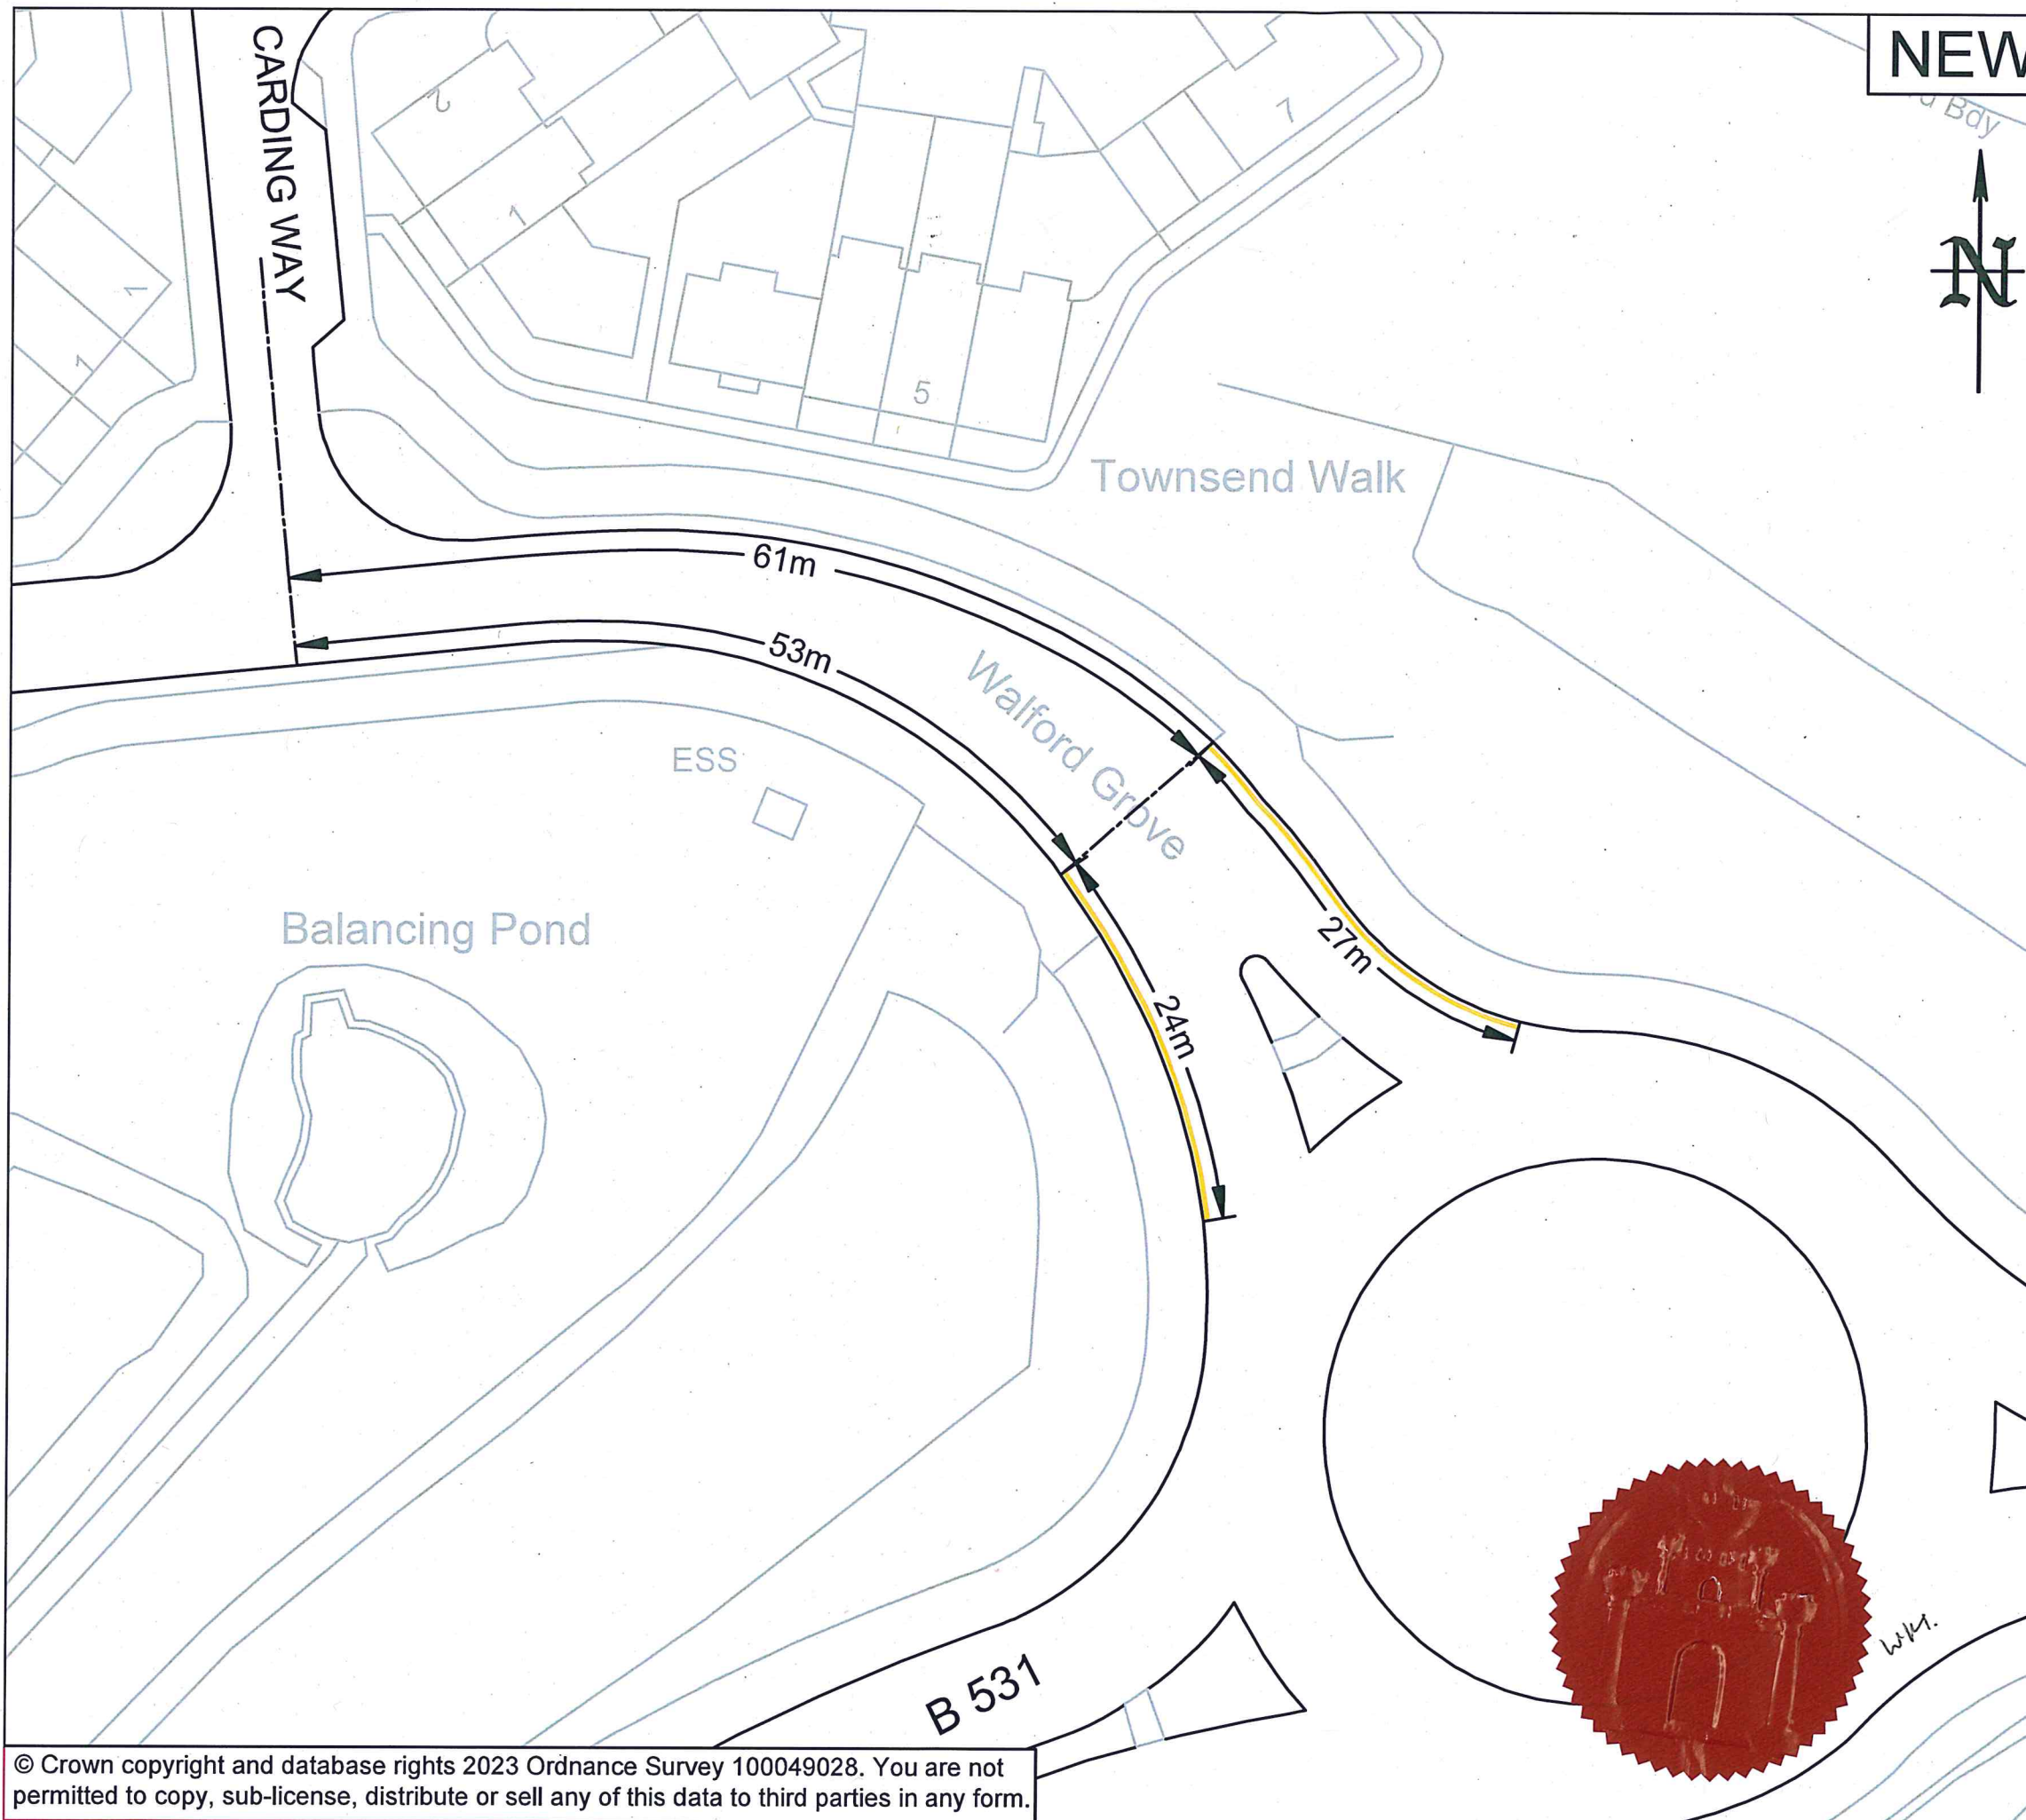 CARDING WAY
NEW
Bdy
N
2
1
7
1
1
5
Townsend Walk
61m
53m
Walford Grove
ESS
27m
Balancing Pond
24m
B 531
© Crown copyright and database rights 2023 Ordnance Survey 100049028. You are not
permitted to copy, sub-license, distribute or sell any of this data to third parties in any form.